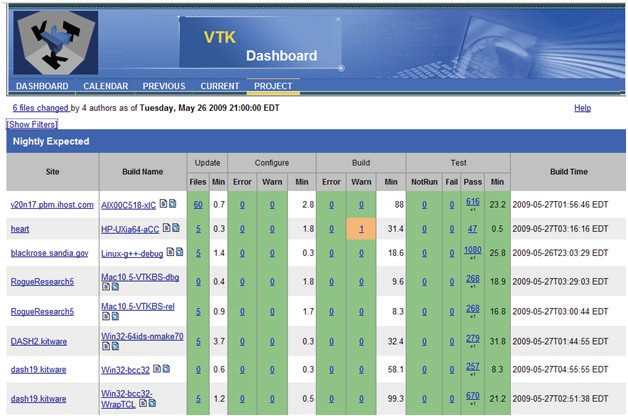 VTK
Dashboard
DASHBOARD CALENDAR PREVIOUS CURRENT PROJECT
6 files changed by 4 authors as of Tuesday, May 26 2009 21:00:00 EDT Help
[Show Filters]
Nightly Expected
Site Build Name Update Configure Build Test Build Time
Files Min Error Warn Min Error Warn Min NotRun Fail Pass Min
v20n17.pbm.ihost.com AIX00C518-xlC 60 0.7 0 0 2.8 0 0 88 0 0 616 +1 23.2 2009-05-27T01:56:46 EDT
heart HP-UXia64-aCC 5 0.3 0 0 1.8 0 1 31.4 0 0 47 0.5 2009-05-27T03:16:16 EDT
blackrose.sandia.gov Linux-g++-debug 5 1.4 0 0 0.3 0 0 18.6 0 0 1080 +1 25.8 2009-05-26T23:03:29 EDT
RogueResearch5 Mac10.5-VTKBS-dbg 0 0.4 0 0 1.8 0 0 9.6 0 0 268 +1 18.9 2009-05-27T03:29:03 EDT
RogueResearch5 Mac10.5-VTKBS-rel 5 0.9 0 0 1.7 0 0 8.3 0 0 268 +1 16.8 2009-05-27T03:00:44 EDT
DASH2.kitware Win32-64ids-nmake70 5 3.7 0 0 0.3 0 0 32.4 0 0 279 +1 31.8 2009-05-27T01:44:55 EDT
dash19.kitware Win32-bcc32 0 0.6 0 0 0.3 0 0 58.1 0 0 257 +1 8.3 2009-05-27T04:55:55 EDT
dash19.kitware Win32-bcc32-WrapTCL 5 1.2 0 0 0.5 0 0 99.3 0 0 670 +1 21.2 2009-05-27T02:51:38 EDT